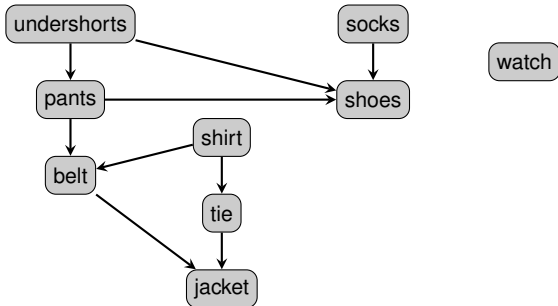 undershorts
socks
watch
pants
shoes
shirt
belt
tie
jacket